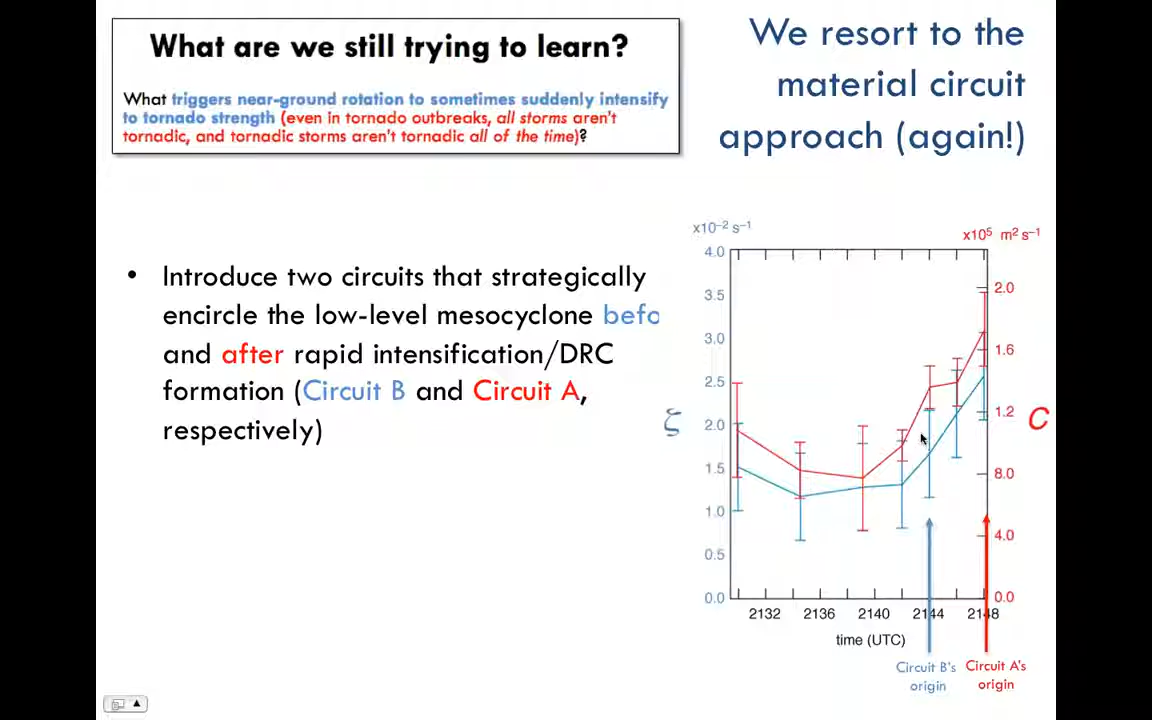 What are we still trying to learn?
What triggers near-ground rotation to sometimes suddenly intensify
to tornado strength (even in tornado outbreaks, all storms aren't
tornadic, and tornadic storms aren't tornadic all of the time)?
We resort to the
material circuit
approach (again!)
• Introduce two circuits that strategically
encircle the low-level mesocyclone befo
and after rapid intensification/DRC
formation (Circuit B and Circuit A,
respectively)
x10⁻² s⁻¹
x10⁵ m² s⁻¹
4.0
3.5
3.0
2.5
2.0
1.5
1.0
0.5
0.0
ζ
2.0
1.6
1.2
8.0
4.0
0.0
C
2132 2136 2140 2144 2148
time (UTC)
Circuit B's
origin
Circuit A's
origin